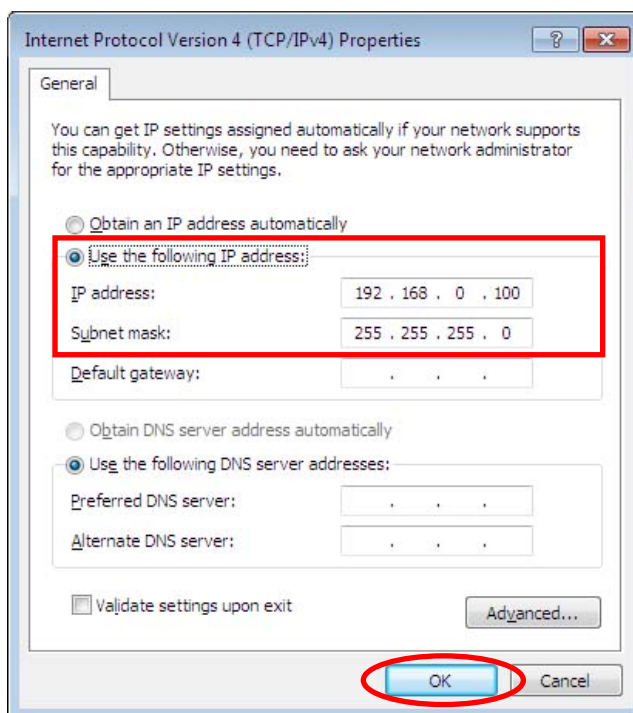 Internet Protocol Version 4 (TCP/IPv4) Properties
General
You can get IP settings assigned automatically if your network supports
this capability. Otherwise, you need to ask your network administrator
for the appropriate IP settings.
Obtain an IP address automatically
Use the following IP address:
IP address: 192 . 168 . 0 . 100
Subnet mask: 255 . 255 . 255 . 0
Default gateway: . . .
Obtain DNS server address automatically
Use the following DNS server addresses:
Preferred DNS server: . . .
Alternate DNS server: . . .
Validate settings upon exit
Advanced...
OK Cancel